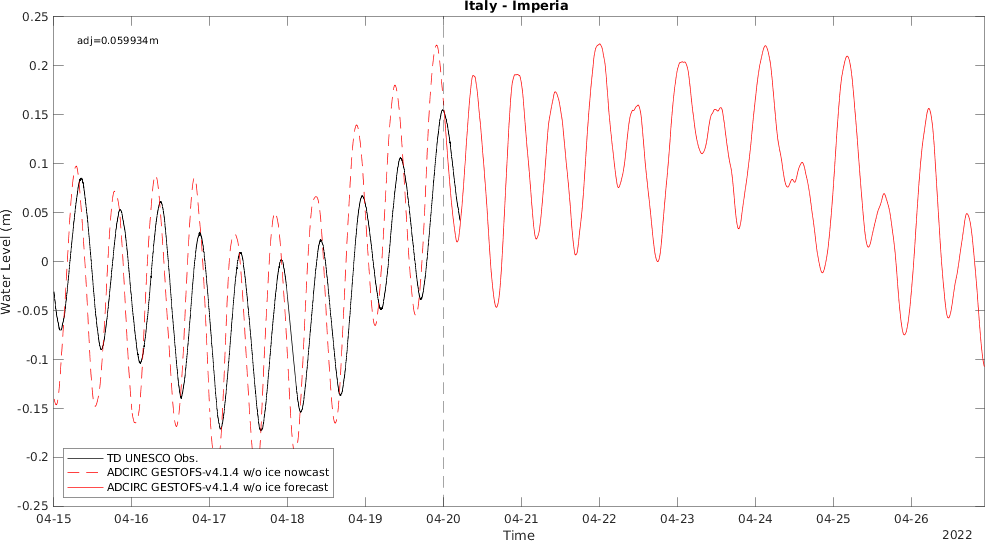 Italy - Imperia
adj=0.059934m
0.25
0.2
0.15
0.1
0.05
0
-0.05
-0.1
-0.15
-0.2
-0.25
Water Level (m)
TD UNESCO Obs.
ADCIRC GESTOFS-v4.1.4 w/o ice nowcast
ADCIRC GESTOFS-v4.1.4 w/o ice forecast
04-15 04-16 04-17 04-18 04-19 04-20 04-21 04-22 04-23 04-24 04-25 04-26
Time
2022